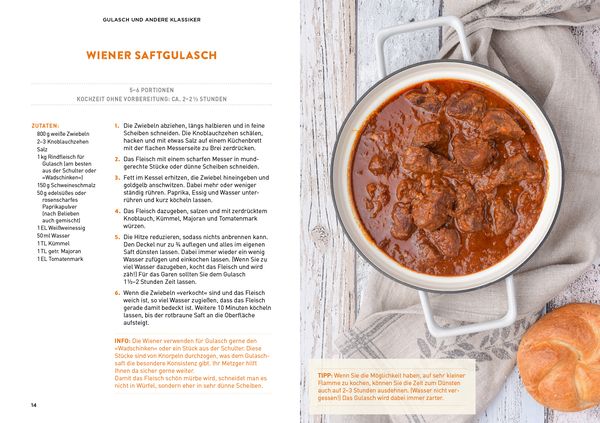 GULASCH UND ANDERE KLASSIKER
WIENER SAFTGULASCH
5–6 PORTIONEN
KOCHZEIT OHNE VORBEREITUNG: CA. 2–2 ½ STUNDEN
ZUTATEN:
800 g weiße Zwiebeln
2–3 Knoblauchzehen
Salz
1 kg Rindfleisch für
Gulasch (am besten
aus der Schulter oder
»Wadschinken«)
150 g Schweineschmalz
50 g edelsüßes oder
rosenscharfes
Paprikapulver
(nach Belieben
auch gemischt)
1 EL Weißweinessig
50 ml Wasser
1 TL Kümmel
1 TL getr. Majoran
1 EL Tomatenmark
1. Die Zwiebeln abziehen, längs halbieren und in feine
Scheiben schneiden. Die Knoblauchzehen schälen,
hacken und mit etwas Salz auf einem Küchenbrett
mit der flachen Messerseite zu Brei zerdrücken.
2. Das Fleisch mit einem scharfen Messer in mund-
gerechte Stücke oder dünne Scheiben schneiden.
3. Fett im Kessel erhitzen, die Zwiebel hineingeben und
goldgelb anschwitzen. Dabei mehr oder weniger
ständig rühren. Paprika, Essig und Wasser unter-
rühren und kurz köcheln lassen.
4. Das Fleisch dazugeben, salzen und mit zerdrücktem
Knoblauch, Kümmel, Majoran und Tomatenmark
würzen.
5. Die Hitze reduzieren, sodass nichts anbrennen kann.
Den Deckel nur zu ¾ auflegen und alles im eigenen
Saft dünsten lassen. Dabei immer wieder ein wenig
Wasser zufügen und einkochen lassen. (Wenn Sie zu
viel Wasser dazugeben, kocht das Fleisch und wird
zäh!) Für das Garen sollten Sie dem Gulasch
1½–2 Stunden Zeit lassen.
6. Wenn die Zwiebeln »verkocht« sind und das Fleisch
weich ist, so viel Wasser zugießen, dass das Fleisch
gerade damit bedeckt ist. Weitere 10 Minuten köcheln
lassen, bis der rotbraune Saft an die Oberfläche
aufsteigt.
INFO: Die Wiener verwenden für Gulasch gerne den
»Wadschinken« oder ein Stück aus der Schulter. Diese
Stücke sind von Knorpeln durchzogen, was dem Gulasch-
saft die besondere Konsistenz gibt. Ihr Metzger hilft
Ihnen da sicher gerne weiter.
Damit das Fleisch schön mürbe wird, schneidet man es
nicht in Würfel, sondern eher in sehr dünne Scheiben.
14
TIPP: Wenn Sie die Möglichkeit haben, auf sehr kleiner
Flamme zu kochen, können Sie die Zeit zum Dünsten
auch auf 2–3 Stunden ausdehnen. (Wasser nicht ver-
gessen!) Das Gulasch wird dabei immer zarter.